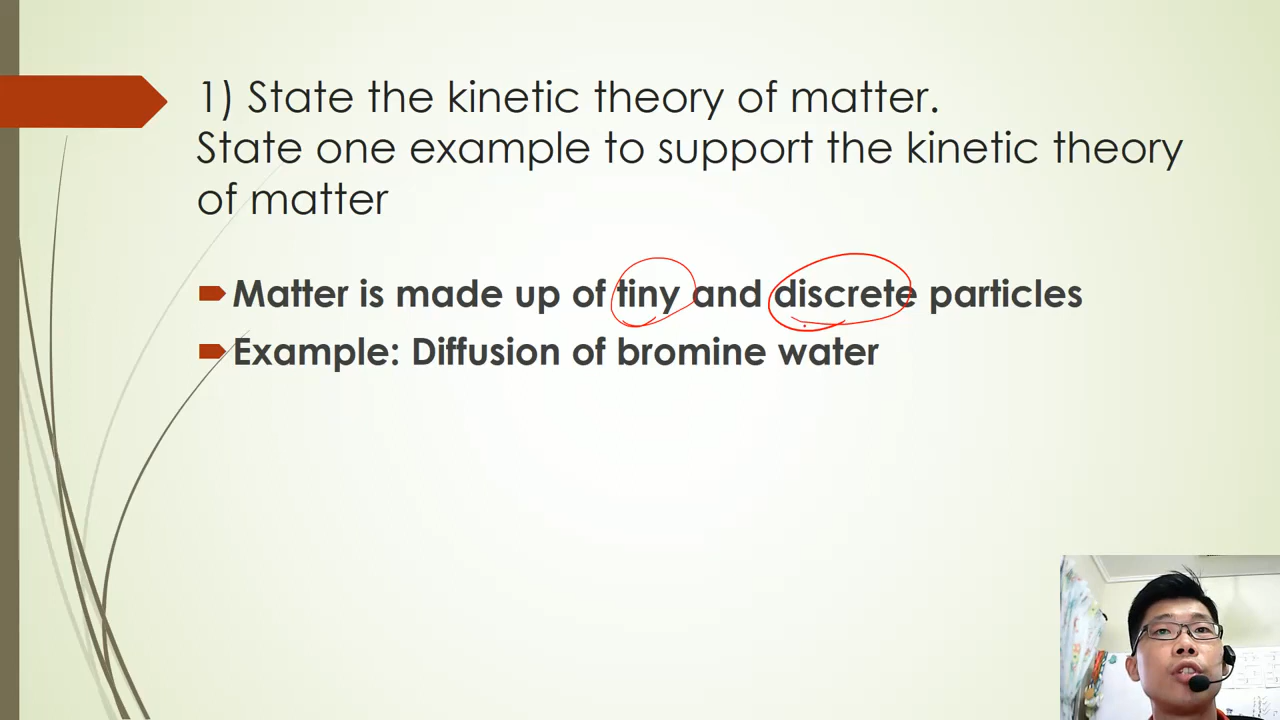 1) State the kinetic theory of matter.
State one example to support the kinetic theory
of matter
Matter is made up of tiny and discrete particles
Example: Diffusion of bromine water